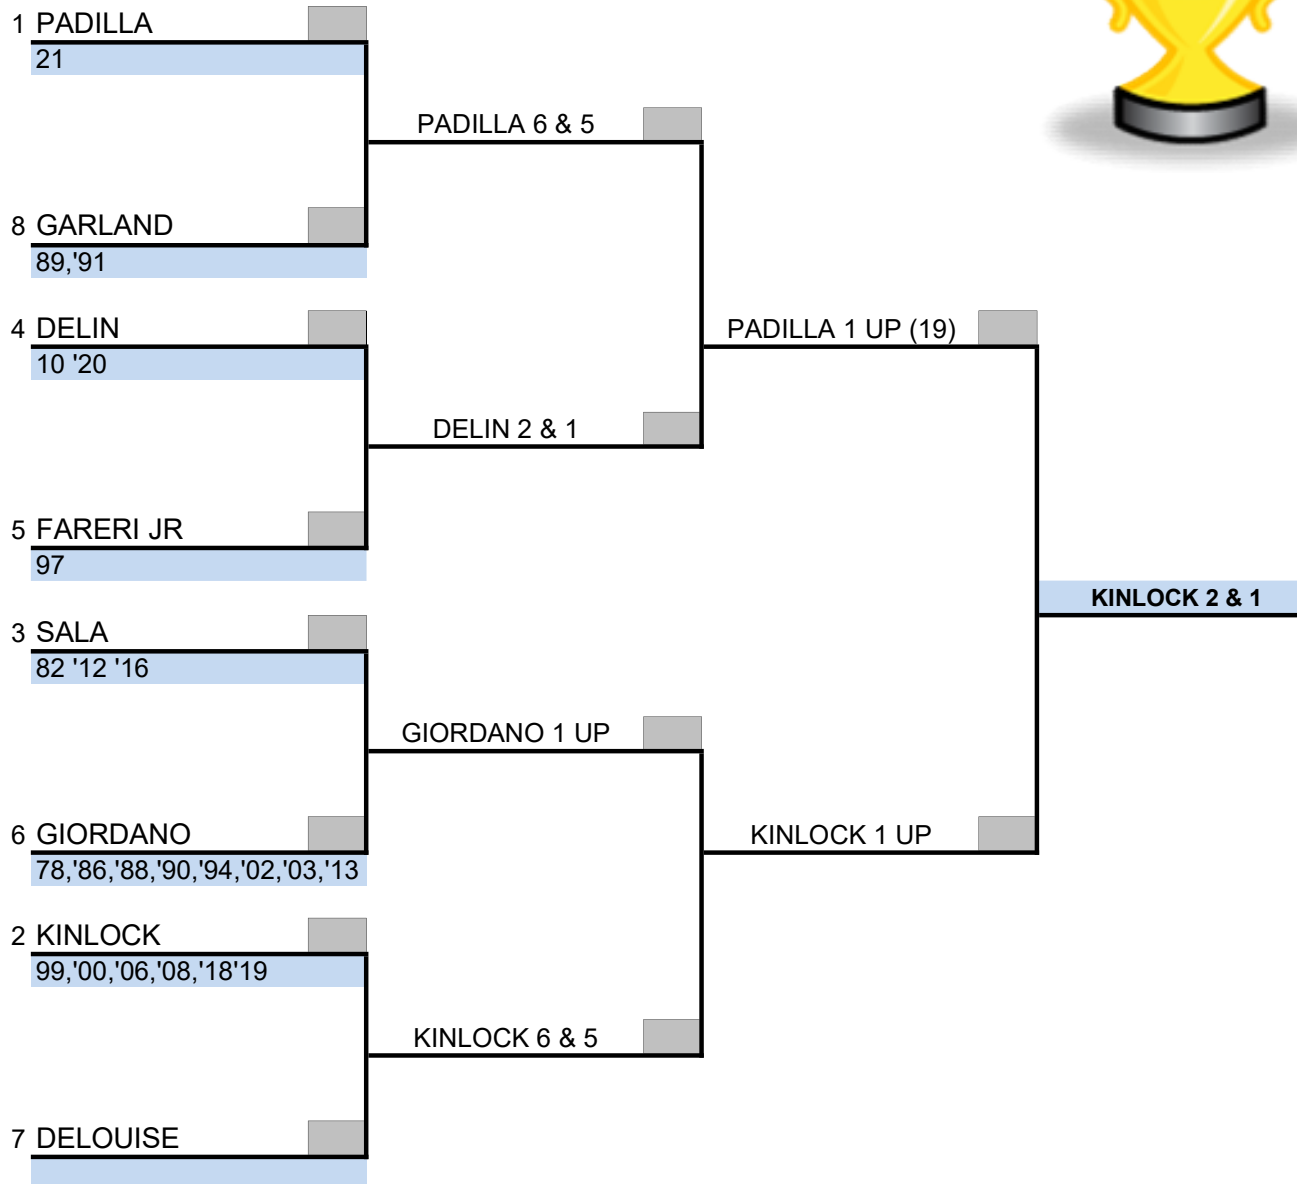 1 PADILLA
21
PADILLA 6 & 5
8 GARLAND
89,'91
4 DELIN
10 '20
PADILLA 1 UP (19)
DELIN 2 & 1
5 FARERI JR
97
KINLOCK 2 & 1
3 SALA
82 '12 '16
GIORDANO 1 UP
6 GIORDANO
78,'86,'88,'90,'94,'02,'03,'13
KINLOCK 1 UP
2 KINLOCK
99,'00,'06,'08,'18'19
KINLOCK 6 & 5
7 DELOUISE